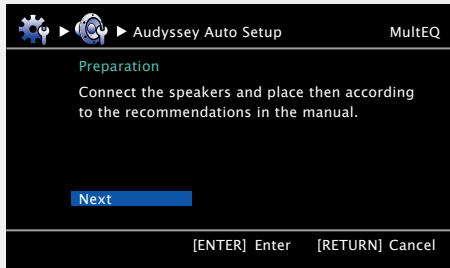 Audyssey Auto Setup MultEQ
Preparation
Connect the speakers and place then according
to the recommendations in the manual.
Next
[ENTER] Enter [RETURN] Cancel